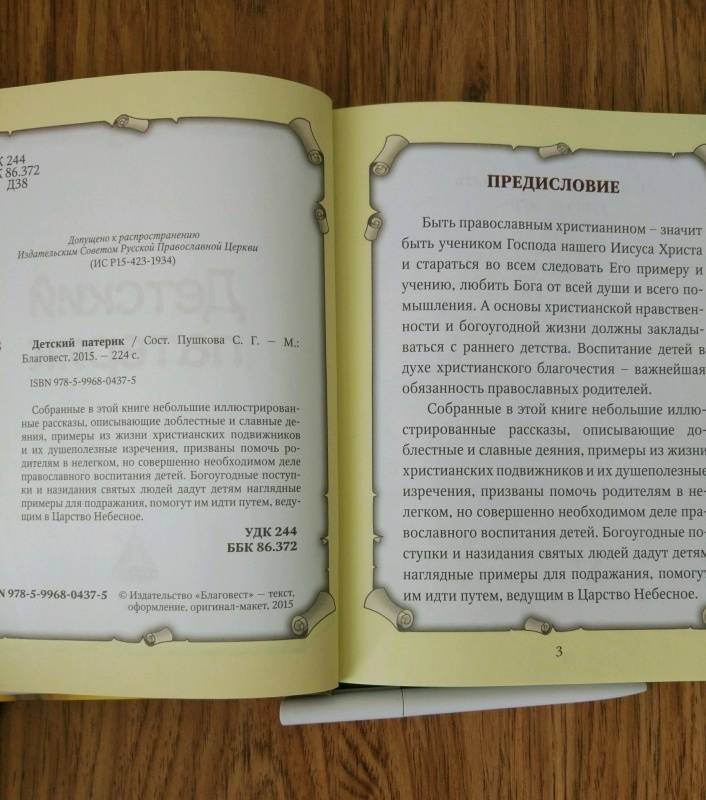 К 244
К 86.372
Д38
Допущено к распространению
Издательским Советом Русской Православной Церкви
(ИС Р15-423-1934)
Детский патерик / Сост. Пушкова С. Г. – М.:
Благовест, 2015. – 224 с.
ISBN 978-5-9968-0437-5
Собранные в этой книге небольшие иллюстрирован-
ные рассказы, описывающие доблестные и славные де-
яния, примеры из жизни христианских подвижников
и их душеполезные изречения, призваны помочь ро-
дителям в нелегком, но совершенно необходимом деле
православного воспитания детей. Богоугодные поступ-
ки и назидания святых людей дадут детям наглядные
примеры для подражания, помогут им идти путем, веду-
щим в Царство Небесное.
УДК 244
ББК 86.372
N 978-5-9968-0437-5
© Издательство «Благовест» – текст,
оформление, оригинал-макет, 2015
ПРЕДИСЛОВИЕ
Быть православным христианином – значит
быть учеником Господа нашего Иисуса Христа
и стараться во всем следовать Его примеру и
учению, любить Бога от всей души и всего по-
мышления. А основы христианской нравствен-
ности и богоугодной жизни должны заклады-
ваться с раннего детства. Воспитание детей в
духе христианского благочестия – важнейшая
обязанность православных родителей.
Собранные в этой книге небольшие иллю-
стрированные рассказы, описывающие до-
блестные и славные деяния, примеры из жизни
христианских подвижников и их душеполезные
изречения, призваны помочь родителям в не-
легком, но совершенно необходимом деле пра-
вославного воспитания детей. Богоугодные по-
ступки и назидания святых людей дадут детям
наглядные примеры для подражания, помогут
им идти путем, ведущим в Царство Небесное.
3